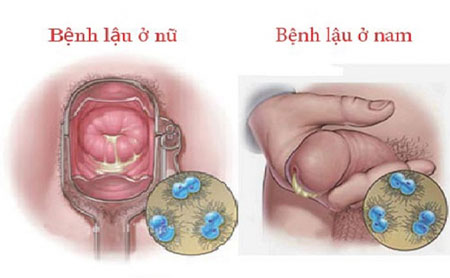 Bệnh lậu ở nữ
Bệnh lậu ở nam